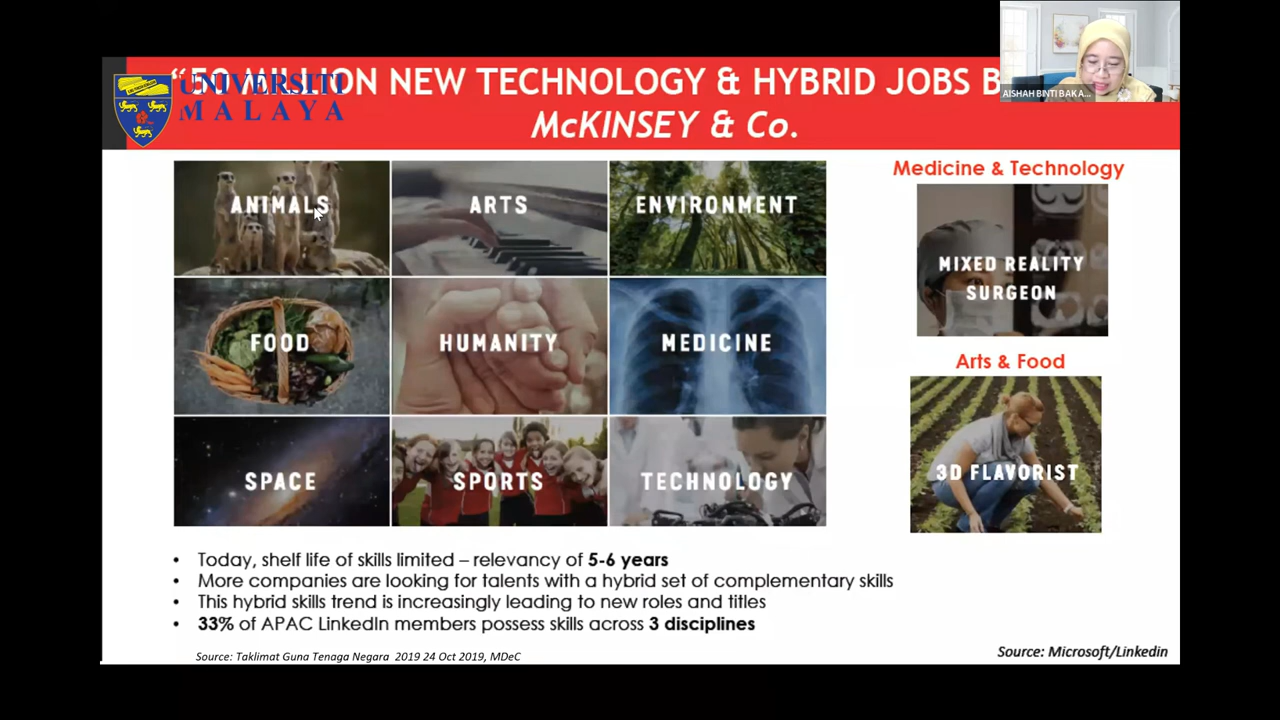 “50 MILLION NEW TECHNOLOGY & HYBRID JOBS B
McKINSEY & Co.
UNIVERSITI
MALAYA
AISHAH BINTI BAKA...
ANIMALS
ARTS
ENVIRONMENT
FOOD
HUMANITY
MEDICINE
SPACE
SPORTS
TECHNOLOGY
Medicine & Technology
MIXED REALITY
SURGEON
Arts & Food
3D FLAVORIST
• Today, shelf life of skills limited – relevancy of 5-6 years
• More companies are looking for talents with a hybrid set of complementary skills
• This hybrid skills trend is increasingly leading to new roles and titles
• 33% of APAC LinkedIn members possess skills across 3 disciplines
Source: Taklimat Guna Tenaga Negara 2019 24 Oct 2019, MDeC
Source: Microsoft/Linkedin